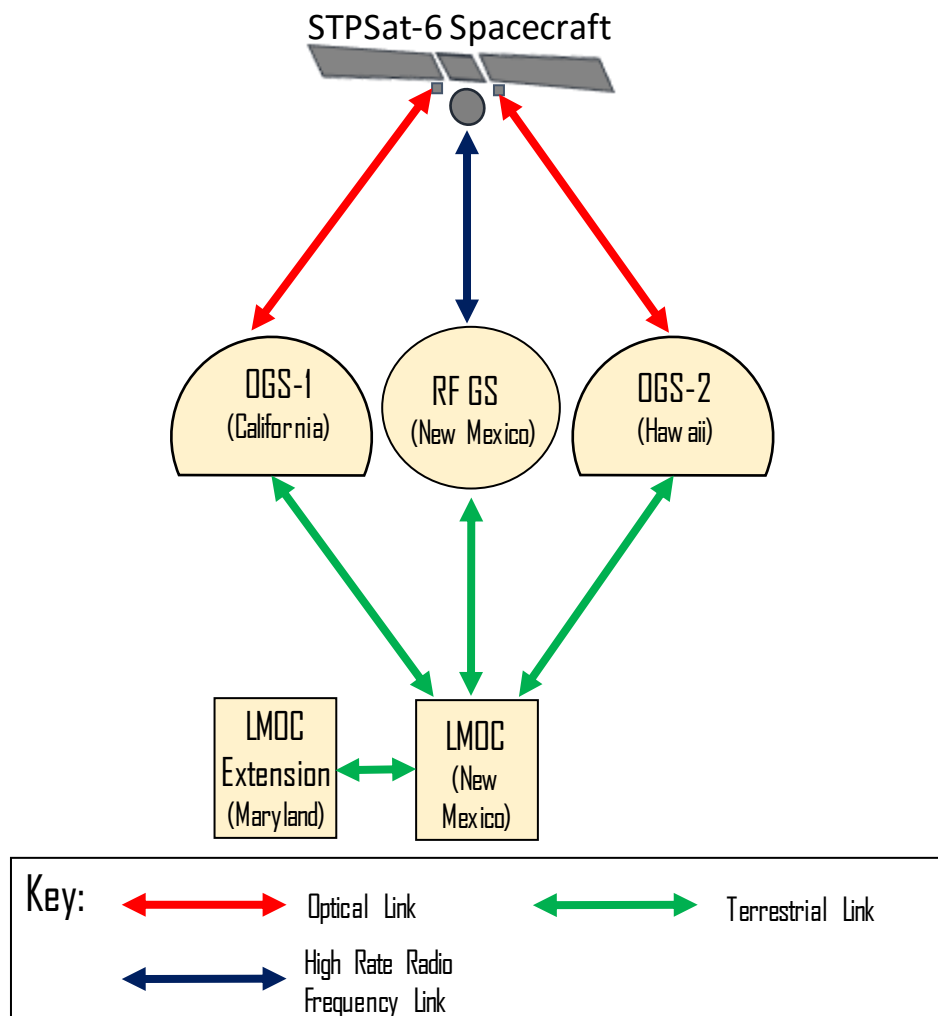 STPSat-6 Spacecraft
OGS-1
(California)
RF GS
(New Mexico)
OGS-2
(Hawaii)
LMOC
Extension
(Maryland)
LMOC
(New
Mexico)
Key:
Optical Link
Terrestrial Link
High Rate Radio
Frequency Link